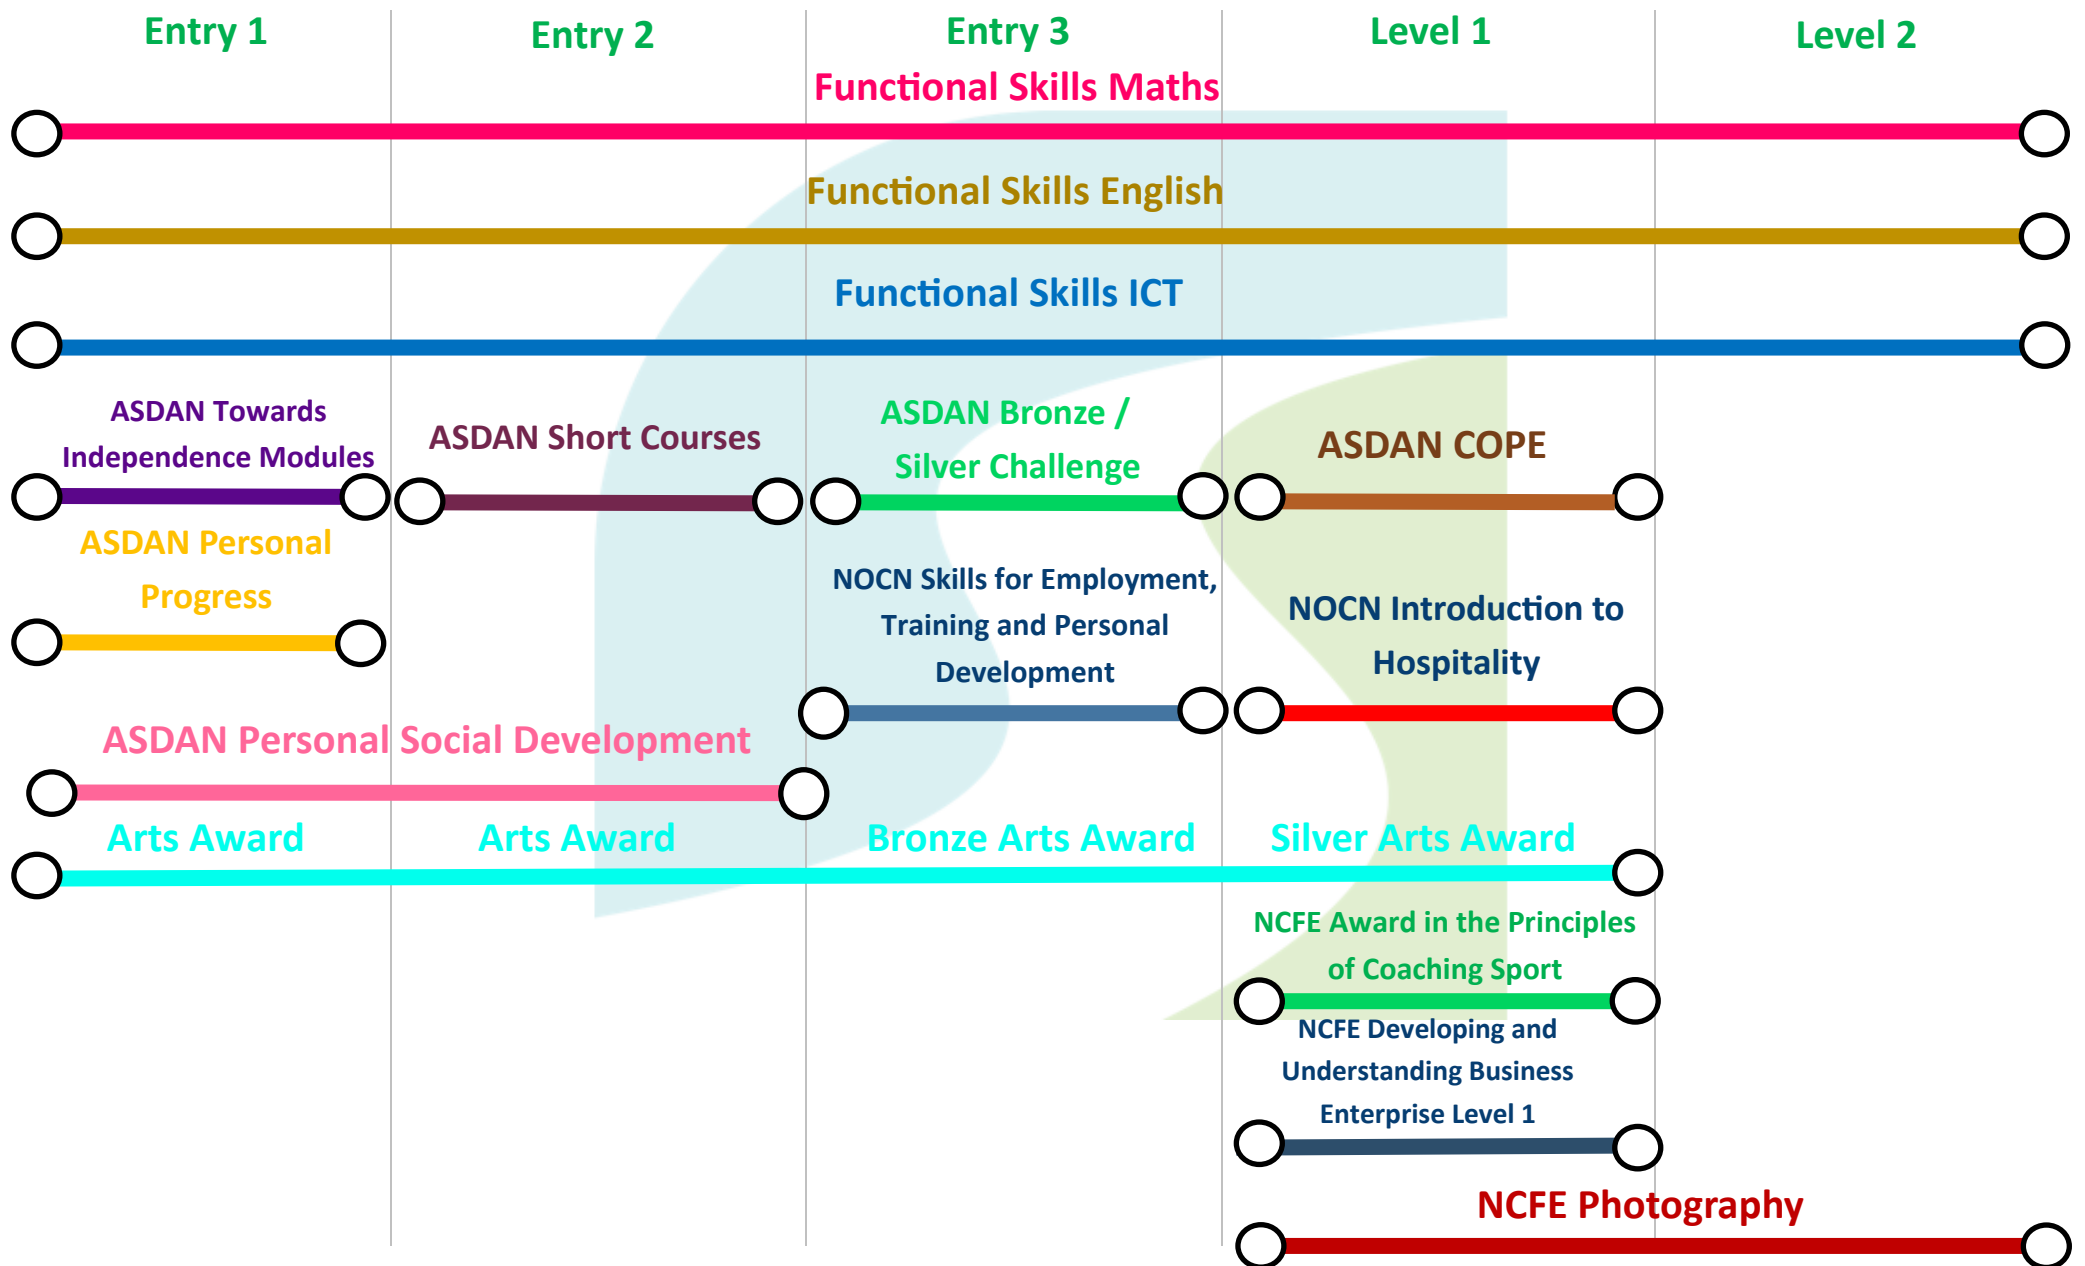 Entry 1
Entry 2
Entry 3
Level 1
Level 2
Functional Skills Maths
Functional Skills English
Functional Skills ICT
ASDAN Towards
Independence Modules
ASDAN Short Courses
ASDAN Bronze /
Silver Challenge
ASDAN COPE
ASDAN Personal
Progress
NOCN Skills for Employment,
Training and Personal
Development
NOCN Introduction to
Hospitality
ASDAN Personal Social Development
Arts Award
Arts Award
Bronze Arts Award
Silver Arts Award
NCFE Award in the Principles
of Coaching Sport
NCFE Developing and
Understanding Business
Enterprise Level 1
NCFE Photography